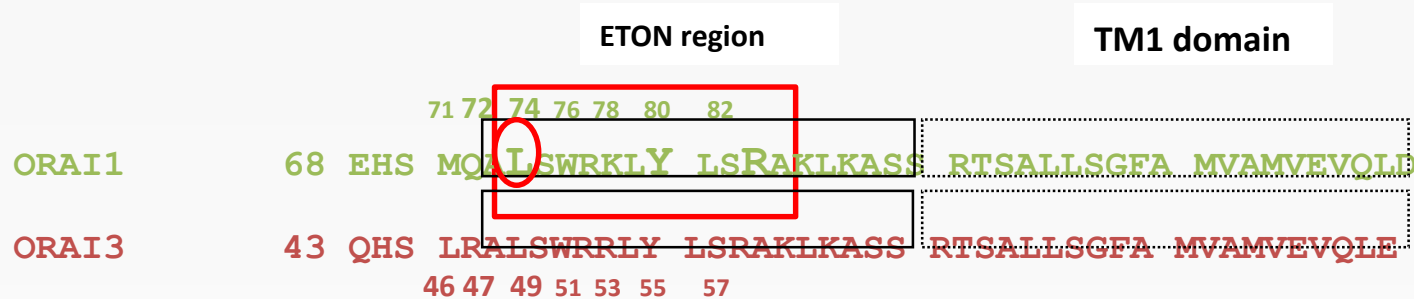 ETON region TM1 domain
71 72 74 76 78 80 82
ORAI1 68 EHS MQALSWRKLY LSRAKLKASS RTSALLSGFA MVAMVEVQLD
ORAI3 43 QHS LRALSWRRLY LSRAKLKASS RTSALLSGFA MVAMVEVQLE
46 47 49 51 53 55 57